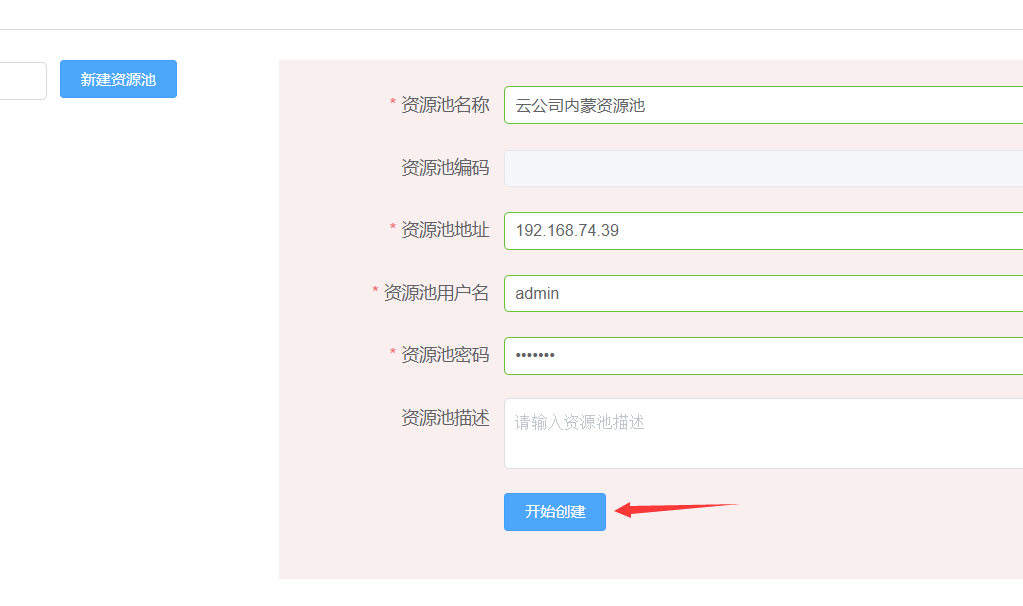 新建资源池
* 资源池名称 云公司内蒙资源池
资源池编码
* 资源池地址 192.168.74.39
* 资源池用户名 admin
* 资源池密码 •••••••
资源池描述 请输入资源池描述
开始创建